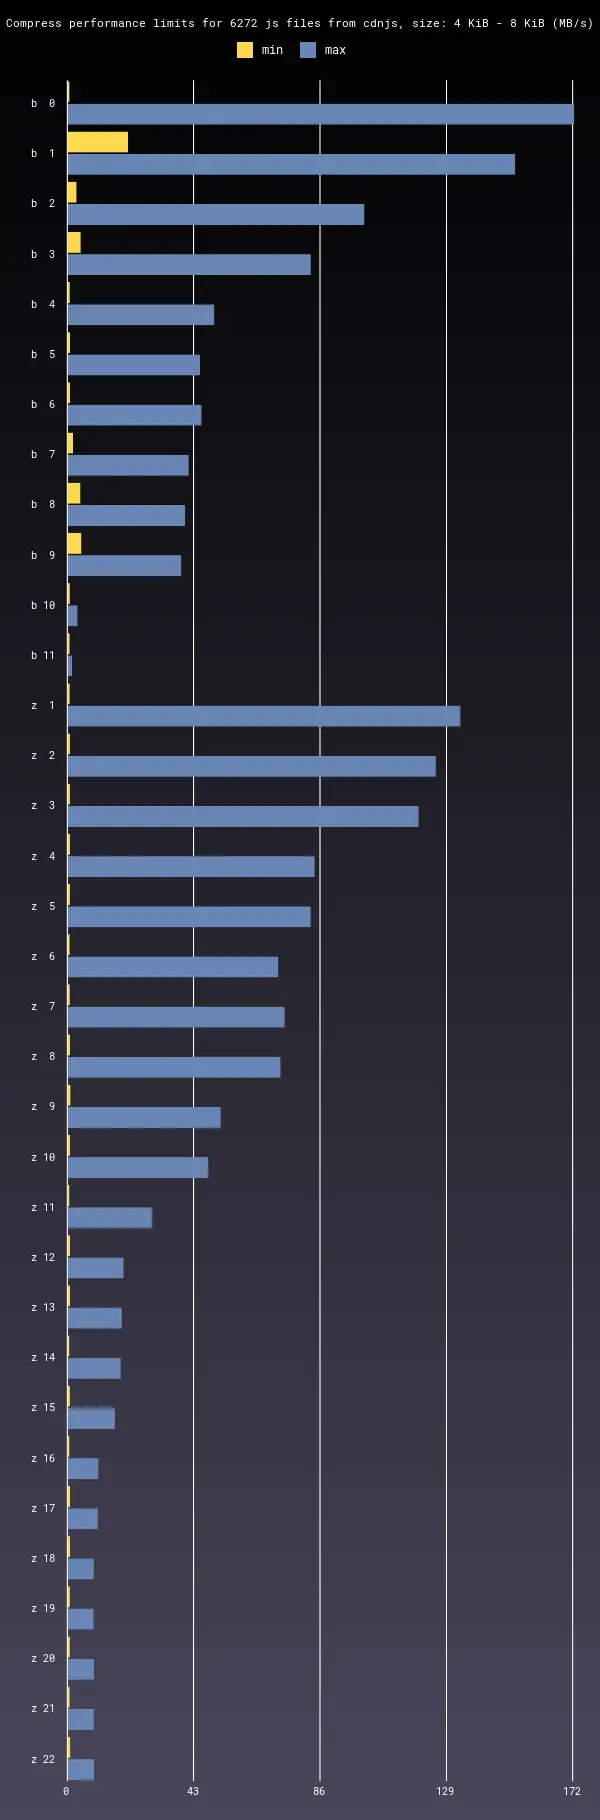 Compress performance limits for 6272 js files from cdnjs, size: 4 KiB - 8 KiB (MB/s)
min max
b 0
b 1
b 2
b 3
b 4
b 5
b 6
b 7
b 8
b 9
b 10
b 11
z 1
z 2
z 3
z 4
z 5
z 6
z 7
z 8
z 9
z 10
z 11
z 12
z 13
z 14
z 15
z 16
z 17
z 18
z 19
z 20
z 21
z 22
0 43 86 129 172